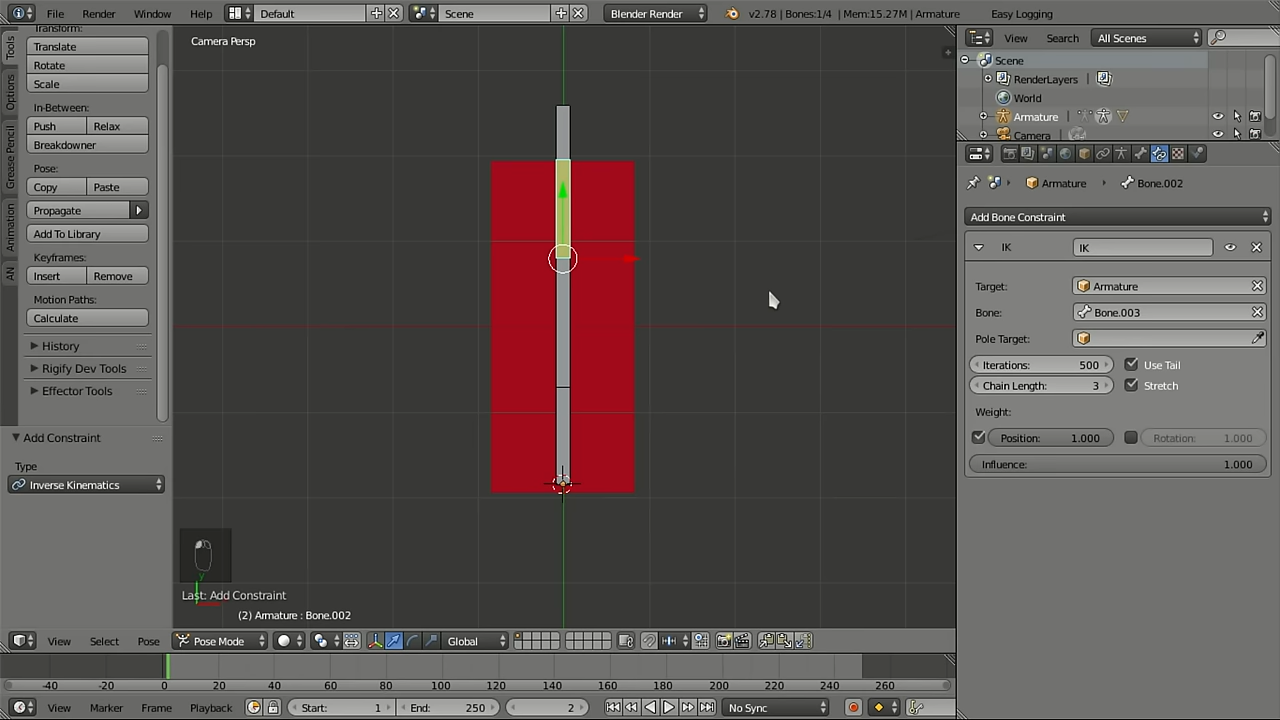 File Render Window Help Default Scene Blender Render v2.78 | Bones:1/4 | Mem:15.27M | Armature Easy Logging
Tools
Options
Grease Pencil
Animation
AN
Transform:
Translate
Rotate
Scale
In-Between:
Push Relax
Breakdowner
Pose:
Copy Paste
Propagate
Add To Library
Keyframes:
Insert Remove
Motion Paths:
Calculate
History
Rigify Dev Tools
Effector Tools
Add Constraint
Type
Inverse Kinematics
Camera Persp
y
Last: Add Constraint
(2) Armature : Bone.002
View Select Pose Pose Mode Global
-40 -20 0 20 40 60 80 100 120 140 160 180 200 220 240 260
View Marker Frame Playback Start: 1 End: 250 2 No Sync
View Search All Scenes
Scene
RenderLayers |
World
Armature |
Camera |
Armature Bone.002
Add Bone Constraint
IK IK
Target: Armature
Bone: Bone.003
Pole Target:
Iterations: 500 Use Tail
Chain Length: 3 Stretch
Weight:
Position: 1.000 Rotation: 1.000
Influence: 1.000